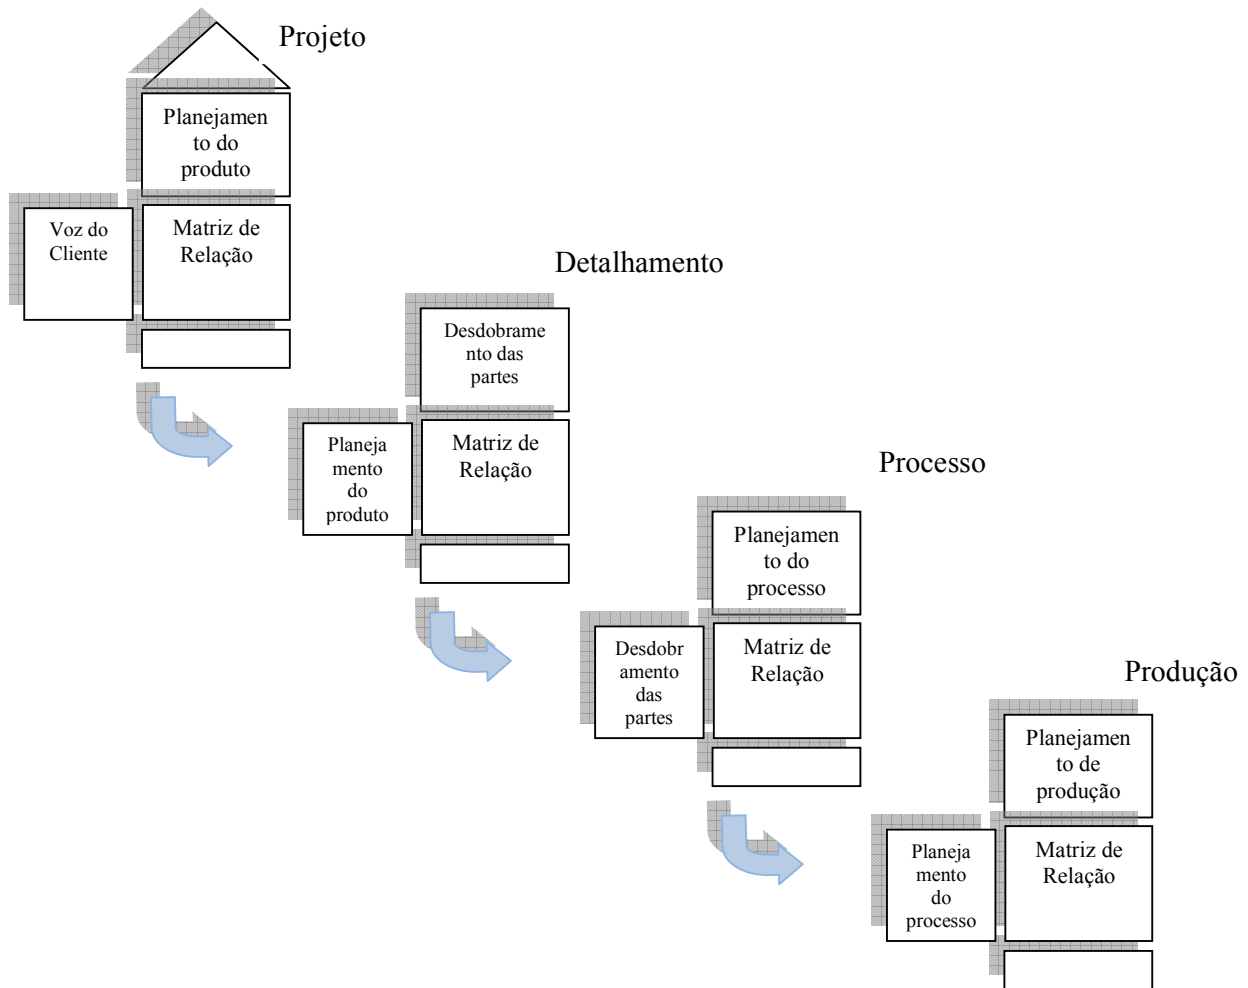 Projeto
Planejamen
to do
produto
Voz do
Cliente
Matriz de
Relação
Detalhamento
Desdobrame
nto das
partes
Planeja
mento
do
produto
Matriz de
Relação
Processo
Planejamen
to do
processo
Desdobr
amento
das
partes
Matriz de
Relação
Produção
Planejamen
to de
produção
Planeja
mento
do
processo
Matriz de
Relação